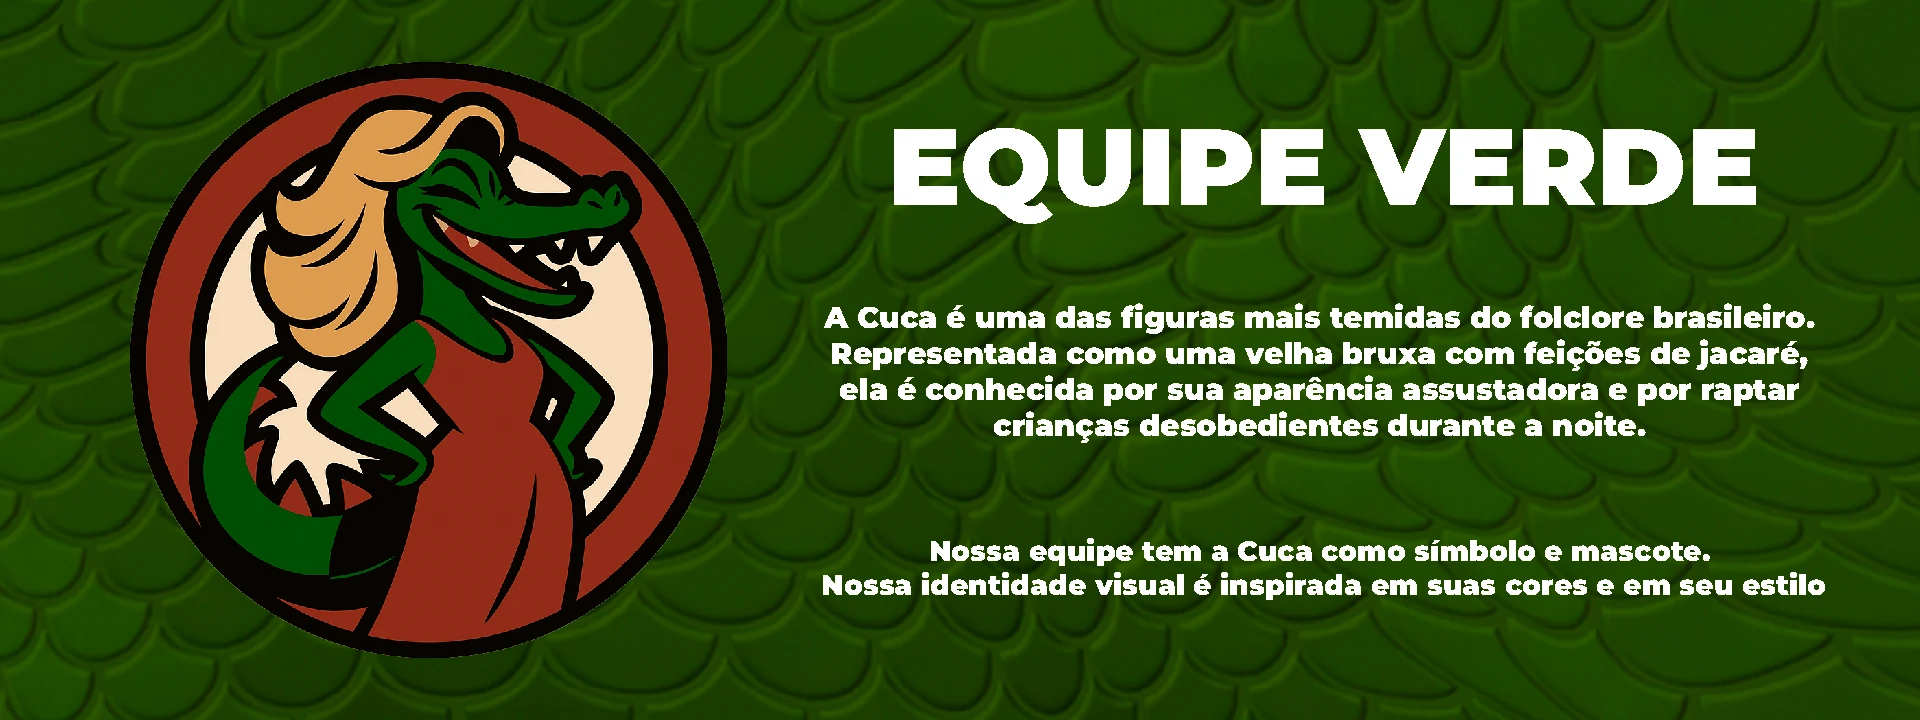 EQUIPE VERDE
A Cuca é uma das figuras mais temidas do folclore brasileiro.
Representada como uma velha bruxa com feições de jacaré,
ela é conhecida por sua aparência assustadora e por raptar
crianças desobedientes durante a noite.
Nossa equipe tem a Cuca como símbolo e mascote.
Nossa identidade visual é inspirada em suas cores e em seu estilo